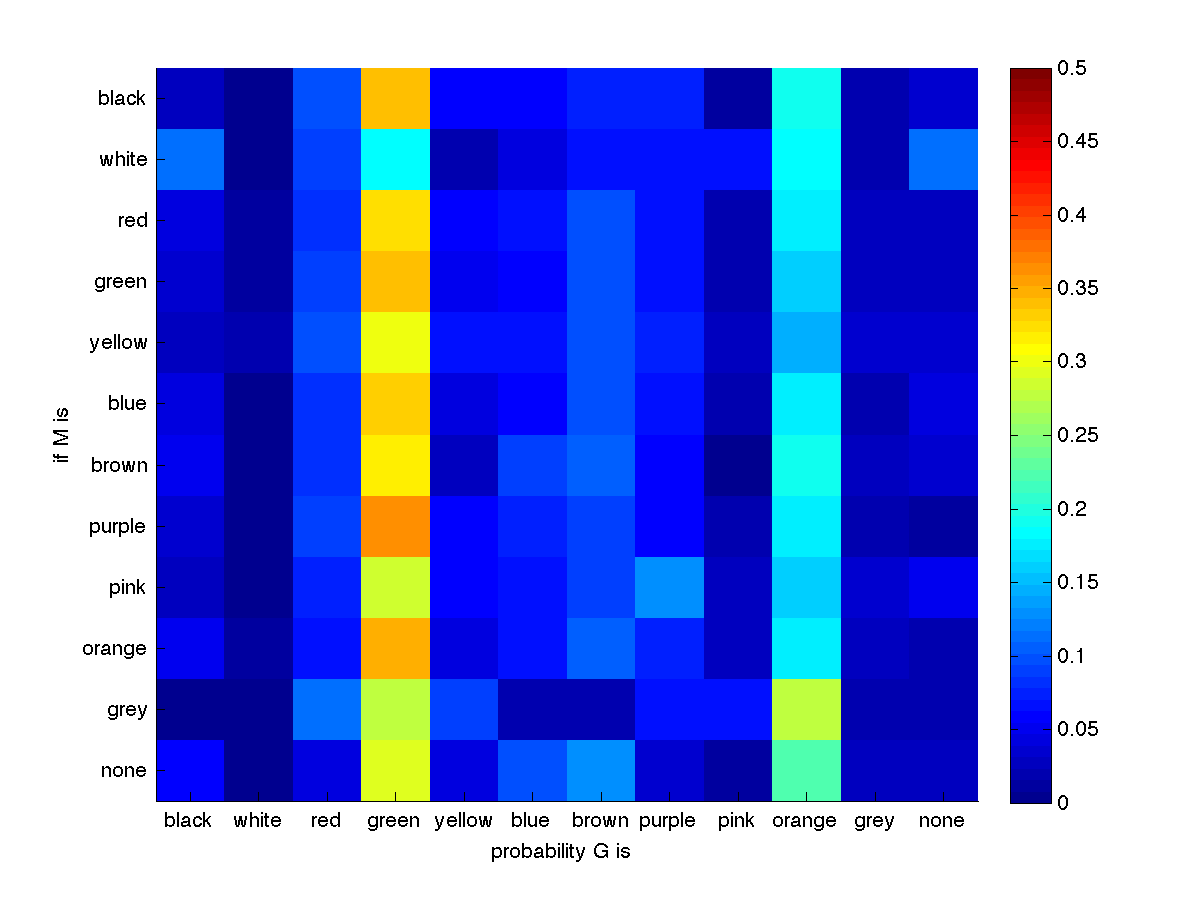 black
white
red
green
yellow
blue
brown
purple
pink
orange
grey
none
if M is
black white red green yellow blue brown purple pink orange grey none
probability G is
0.5
0.45
0.4
0.35
0.3
0.25
0.2
0.15
0.1
0.05
0